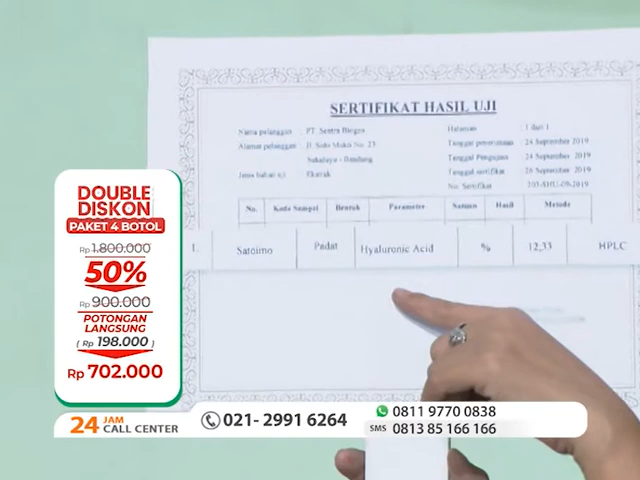 SERTIFIKAT HASIL UJI
Nama pelanggan : PT. Sentra Biogra
Alamat pelanggan : Jl. Suko Mukti No. 23
Sukaluyu - Bandung
Jenis bahan uji : Ekstrak
Halaman : 1 dari 1
Tanggal penerimaan : 24 September 2019
Tanggal Pengujian : 24 September 2019
Tanggal sertifikat : 26 September 2019
No. Sertifikat
No. Kode Sampel Bentuk Parameter Satuan Hasil Metode
1. Satoimo Padat Hyaluronic Acid % 12,33 HPLC
DOUBLE
DISKON
PAKET 4 BOTOL
Rp 1.800.000
50%
Rp 900.000
POTONGAN
LANGSUNG
( Rp 198.000 )
Rp 702.000
24 JAM
CALL CENTER
021- 2991 6264
0811 9770 0838
SMS 0813 85 166 166